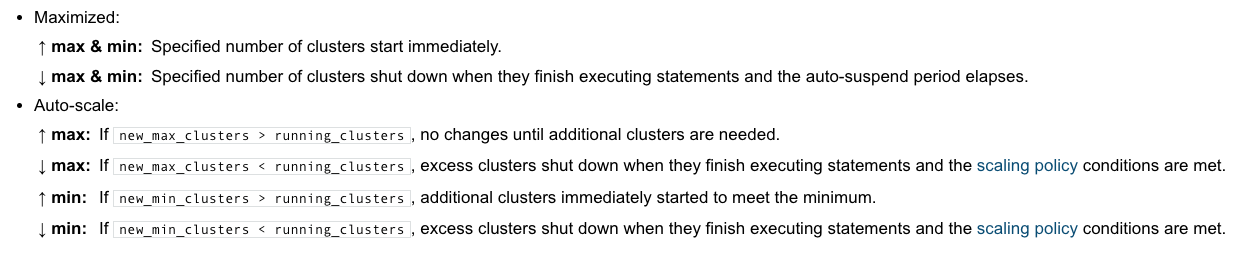 • Maximized:
↑ max & min: Specified number of clusters start immediately.
↓ max & min: Specified number of clusters shut down when they finish executing statements and the auto-suspend period elapses.
• Auto-scale:
↑ max: If new_max_clusters > running_clusters, no changes until additional clusters are needed.
↓ max: If new_max_clusters < running_clusters, excess clusters shut down when they finish executing statements and the scaling policy conditions are met.
↑ min: If new_min_clusters > running_clusters, additional clusters immediately started to meet the minimum.
↓ min: If new_min_clusters < running_clusters, excess clusters shut down when they finish executing statements and the scaling policy conditions are met.